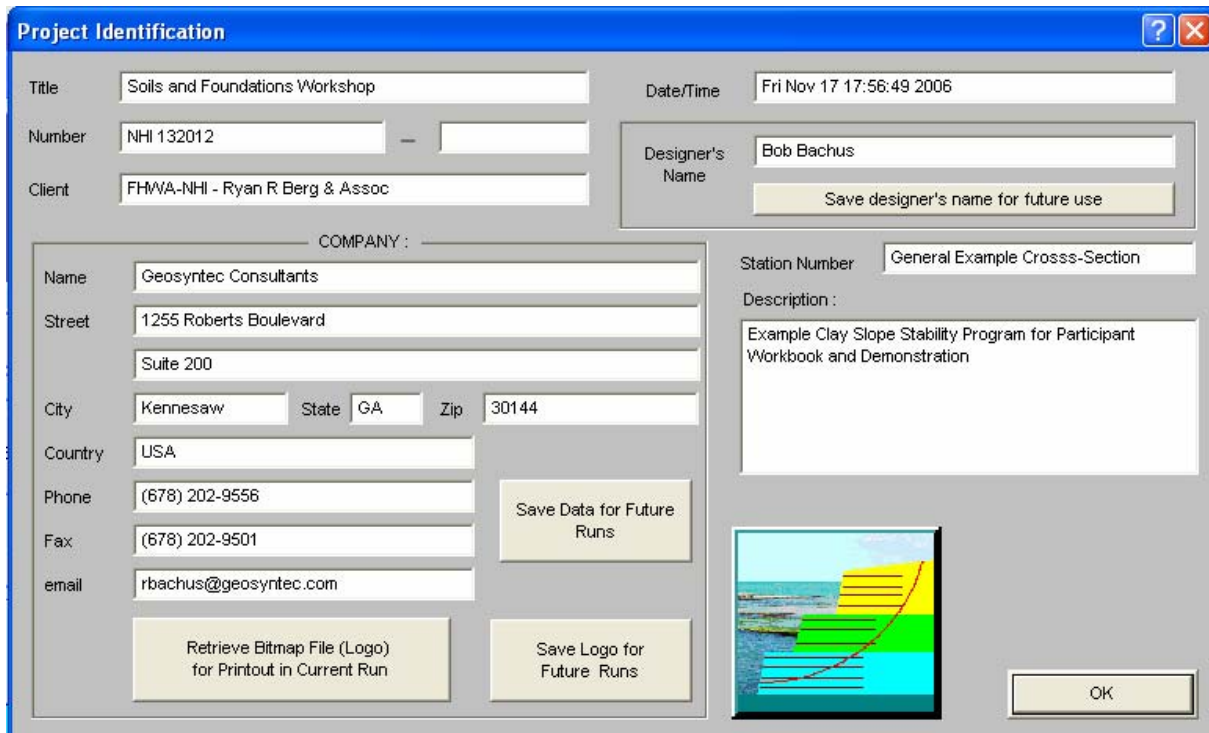 Project Identification
Title Soils and Foundations Workshop
Number NHI 132012 –
Client FHWA-NHI - Ryan R Berg & Assoc
Date/Time Fri Nov 17 17:56:49 2006
Designer's
Name
Bob Bachus
Save designer's name for future use
COMPANY :
Name Geosyntec Consultants
Street 1255 Roberts Boulevard
Suite 200
City Kennesaw State GA Zip 30144
Country USA
Phone (678) 202-9556
Fax (678) 202-9501
email rbachus@geosyntec.com
Save Data for Future
Runs
Retrieve Bitmap File (Logo)
for Printout in Current Run
Save Logo for
Future Runs
Station Number General Example Crosss-Section
Description :
Example Clay Slope Stability Program for Participant
Workbook and Demonstration
OK